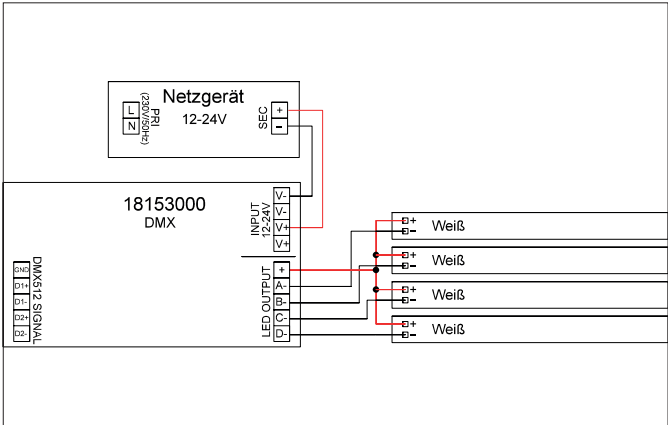 Netzgerät
12-24V
L
N
PRI
(230V/50Hz)
SEC
+
-
18153000
DMX
INPUT
12-24V
V-
V-
V+
V+
DMX512 SIGNAL
GND
D1+
D1-
D2+
D2-
LED OUTPUT
+
A-
B-
C-
D-
+
-
Weiß
+
-
Weiß
+
-
Weiß
+
-
Weiß